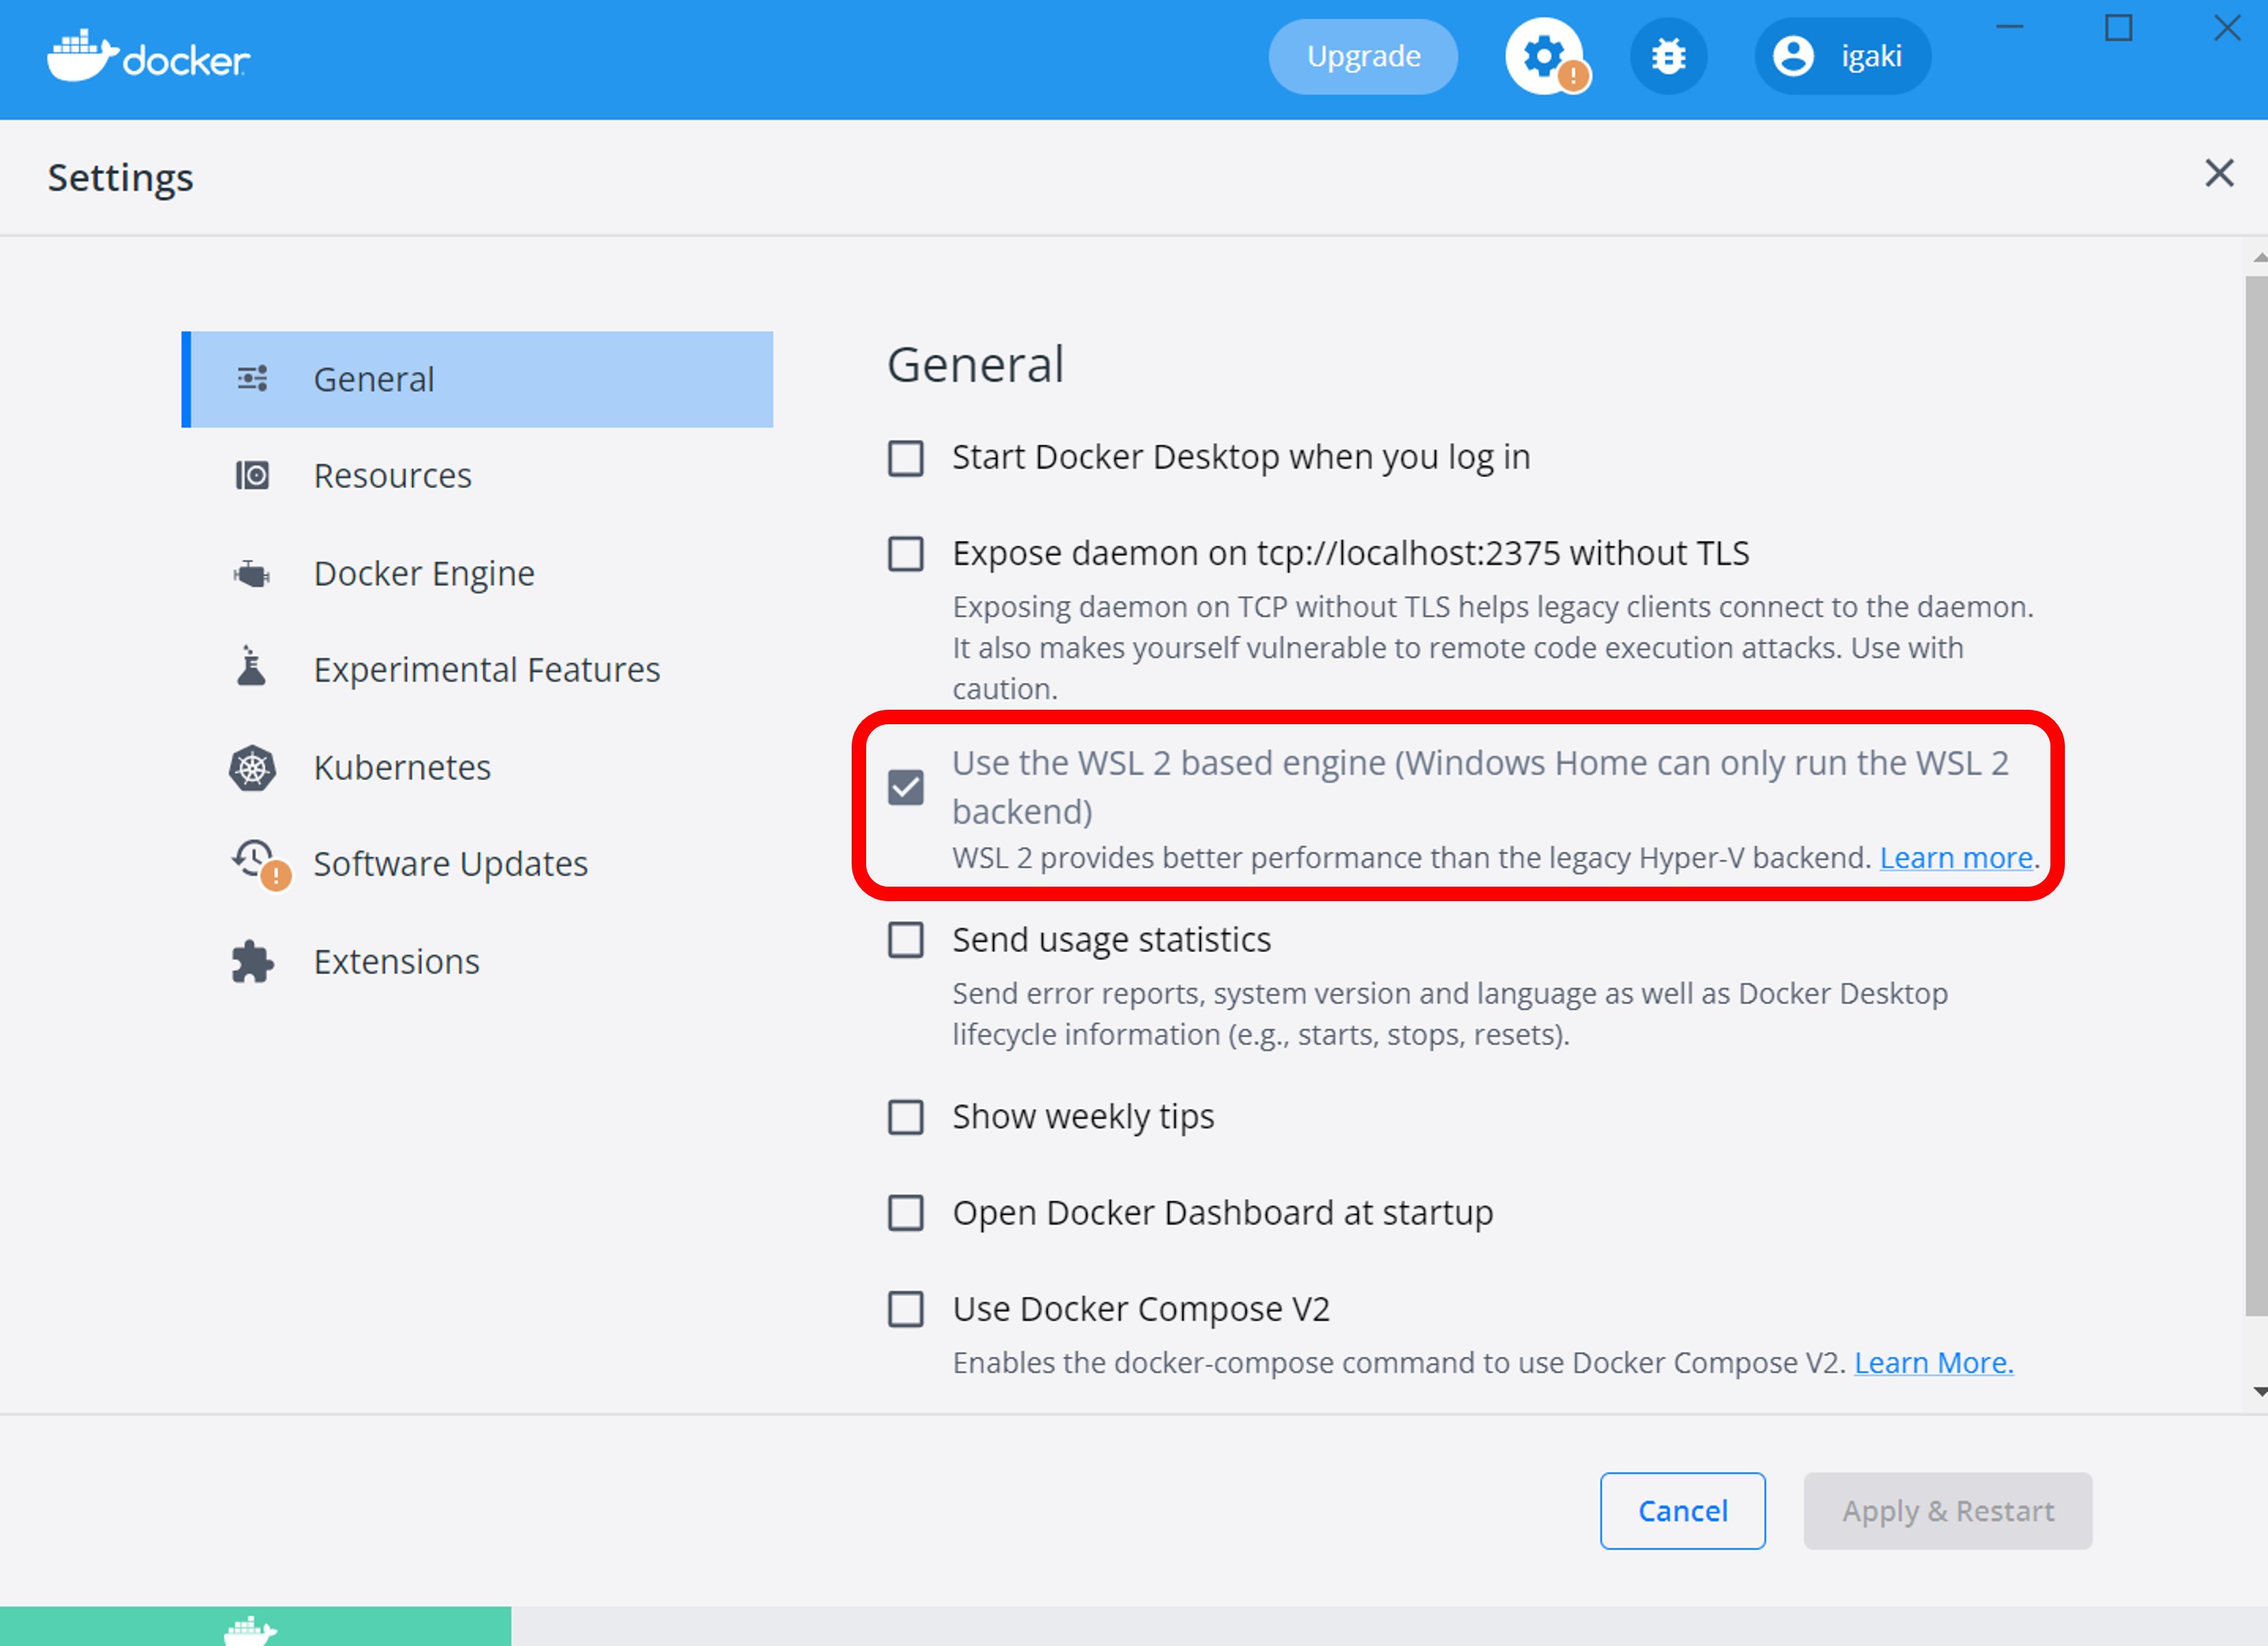 docker
Upgrade
!
igaki
Settings
General
Resources
Docker Engine
Experimental Features
Kubernetes
!
Software Updates
Extensions
General
Start Docker Desktop when you log in
Expose daemon on tcp://localhost:2375 without TLS
Exposing daemon on TCP without TLS helps legacy clients connect to the daemon.
It also makes yourself vulnerable to remote code execution attacks. Use with
caution.
Use the WSL 2 based engine (Windows Home can only run the WSL 2
backend)
WSL 2 provides better performance than the legacy Hyper-V backend. Learn more.
Send usage statistics
Send error reports, system version and language as well as Docker Desktop
lifecycle information (e.g., starts, stops, resets).
Show weekly tips
Open Docker Dashboard at startup
Use Docker Compose V2
Enables the docker-compose command to use Docker Compose V2. Learn More.
Cancel
Apply & Restart